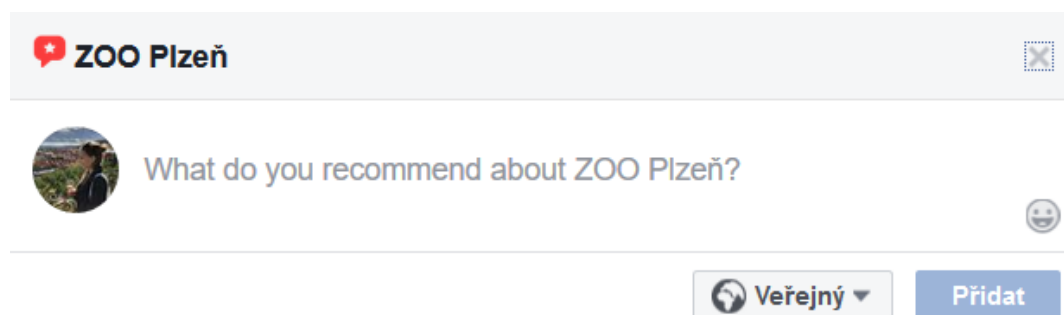 ZOO Plzeň
What do you recommend about ZOO Plzeň?
Veřejný
Přidat